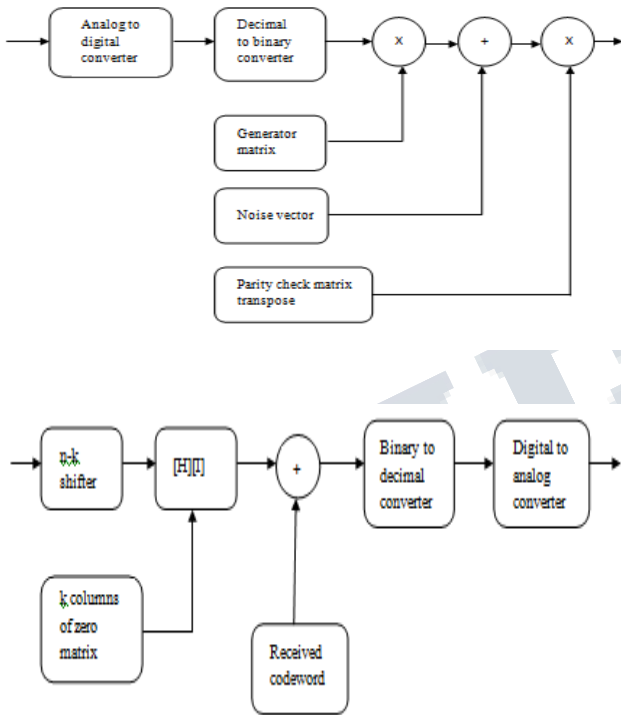 Analog to
digital
converter
Decimal
to binary
converter
X
+
X
Generator
matrix
Noise vector
Parity check matrix
transpose
n-k
shifter
[H][I]
+
Binary to
decimal
converter
Digital to
analog
converter
k columns
of zero
matrix
Received
codeword